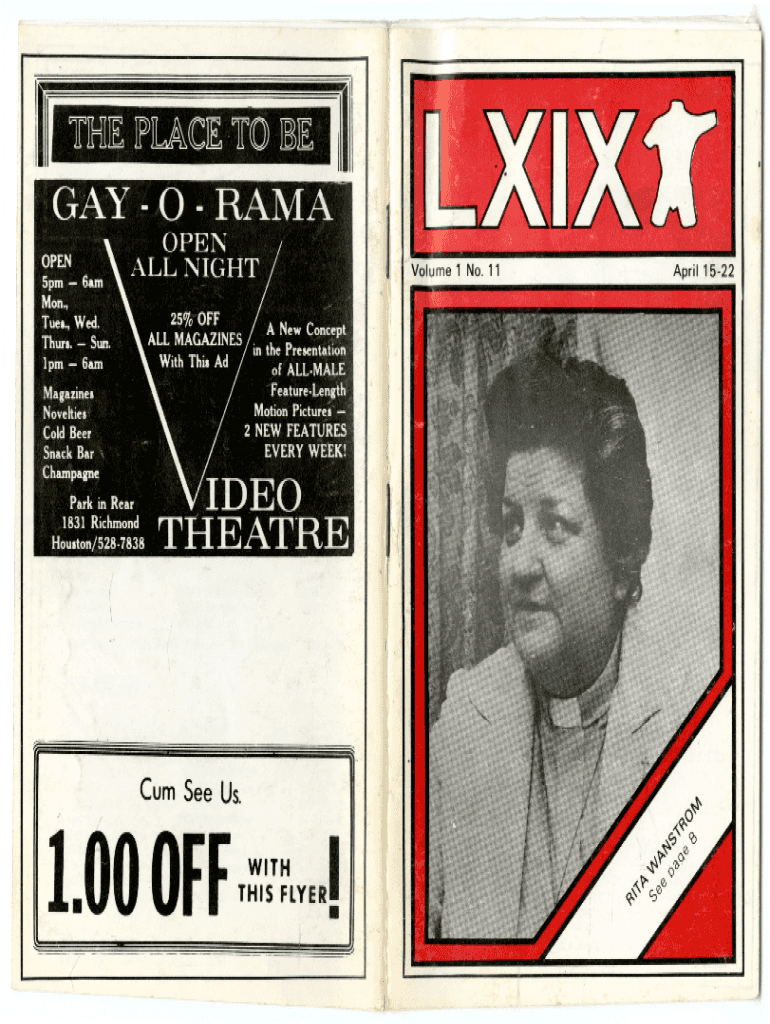 THE PLACE TO BE
GAY - O - RAMA
OPEN
ALL NIGHT
OPEN
5pm — 6am
Mon.,
Tues., Wed.
Thurs. — Sun.
1pm — 6am
Magazines
Novelties
Cold Beer
Snack Bar
Champagne
25% OFF
ALL MAGAZINES
With This Ad
A New Concept
in the Presentation
of ALL-MALE
Feature-Length
Motion Pictures —
2 NEW FEATURES
EVERY WEEK!
Park in Rear
1831 Richmond
Houston/528-7838
VIDEO
THEATRE
Cum See Us.
1.00 OFF WITH
THIS FLYER!
LXIX
Volume 1 No. 11
April 15-22
RITA WANSTROM
See page 8